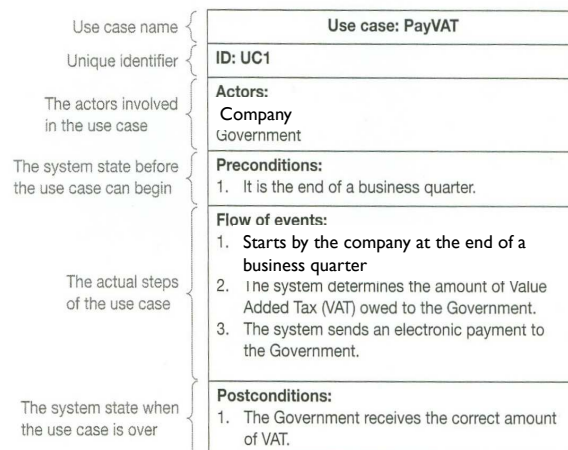 Use case name
Use case: PayVAT
Unique identifier
ID: UC1
The actors involved
in the use case
Actors:
Company
Government
The system state before
the use case can begin
Preconditions:
1. It is the end of a business quarter.
The actual steps
of the use case
Flow of events:
1. Starts by the company at the end of a
business quarter
2. The system determines the amount of Value
Added Tax (VAT) owed to the Government.
3. The system sends an electronic payment to
the Government.
The system state when
the use case is over
Postconditions:
1. The Government receives the correct amount
of VAT.